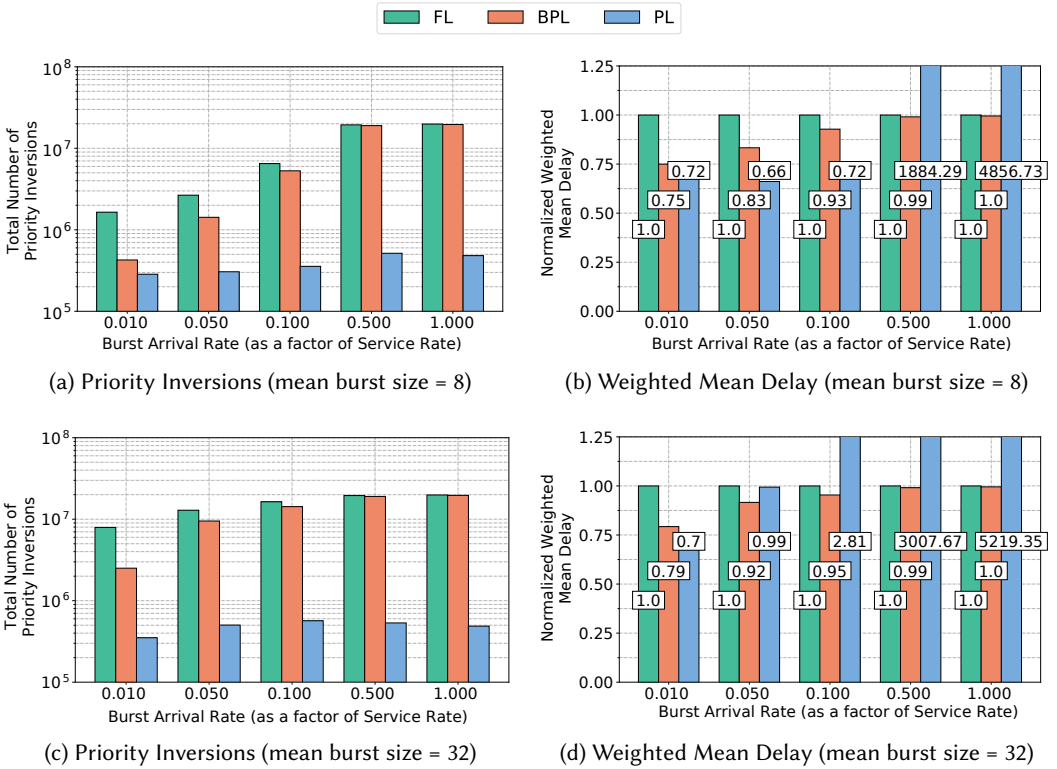 FL BPL PL
10^8
10^7
10^6
10^5
Total Number of
Priority Inversions
0.010 0.050 0.100 0.500 1.000
Burst Arrival Rate (as a factor of Service Rate)
(a) Priority Inversions (mean burst size = 8)
1.25
1.00
0.75
0.50
0.25
0.00
Normalized Weighted
Mean Delay
0.72 0.66 0.72 1884.29 4856.73
0.75 0.83 0.93 0.99 1.0
1.0 1.0 1.0 1.0 1.0
0.010 0.050 0.100 0.500 1.000
Burst Arrival Rate (as a factor of Service Rate)
(b) Weighted Mean Delay (mean burst size = 8)
10^8
10^7
10^6
10^5
Total Number of
Priority Inversions
0.010 0.050 0.100 0.500 1.000
Burst Arrival Rate (as a factor of Service Rate)
(c) Priority Inversions (mean burst size = 32)
1.25
1.00
0.75
0.50
0.25
0.00
Normalized Weighted
Mean Delay
0.7 0.99 2.81 3007.67 5219.35
0.79 0.92 0.95 0.99 1.0
1.0 1.0 1.0 1.0 1.0
0.010 0.050 0.100 0.500 1.000
Burst Arrival Rate (as a factor of Service Rate)
(d) Weighted Mean Delay (mean burst size = 32)